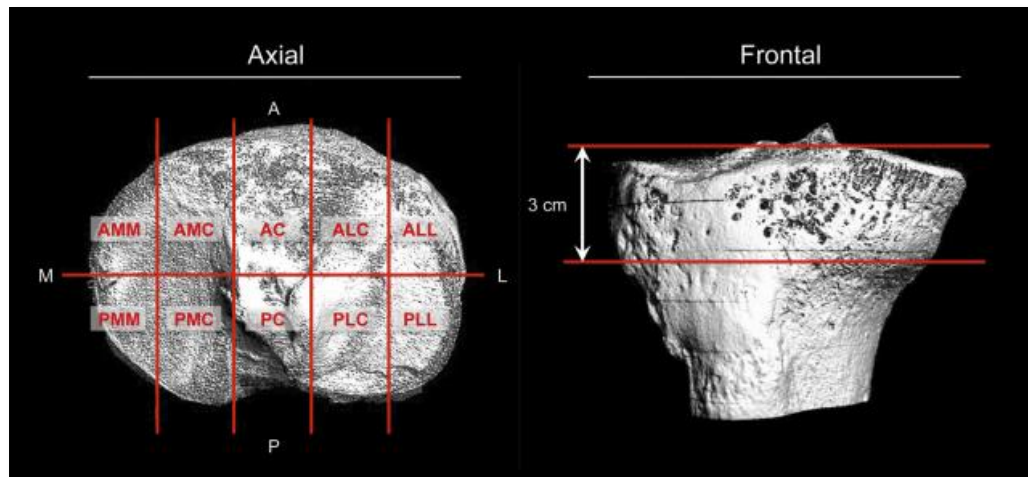 Axial
Frontal
A
AMM AMC AC ALC ALL
M L
PMM PMC PC PLC PLL
P
3 cm